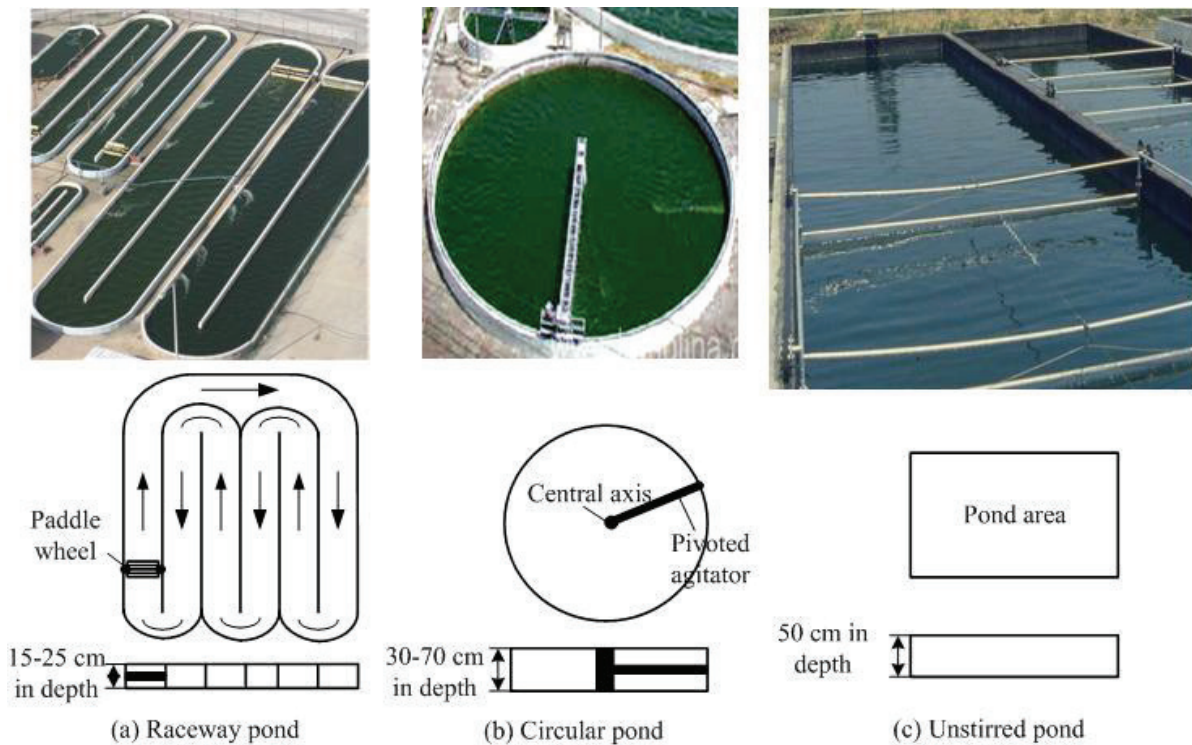 Paddle
wheel
15-25 cm
in depth
(a) Raceway pond
Central axis
Pivoted
agitator
30-70 cm
in depth
(b) Circular pond
Pond area
50 cm in
depth
(c) Unstirred pond